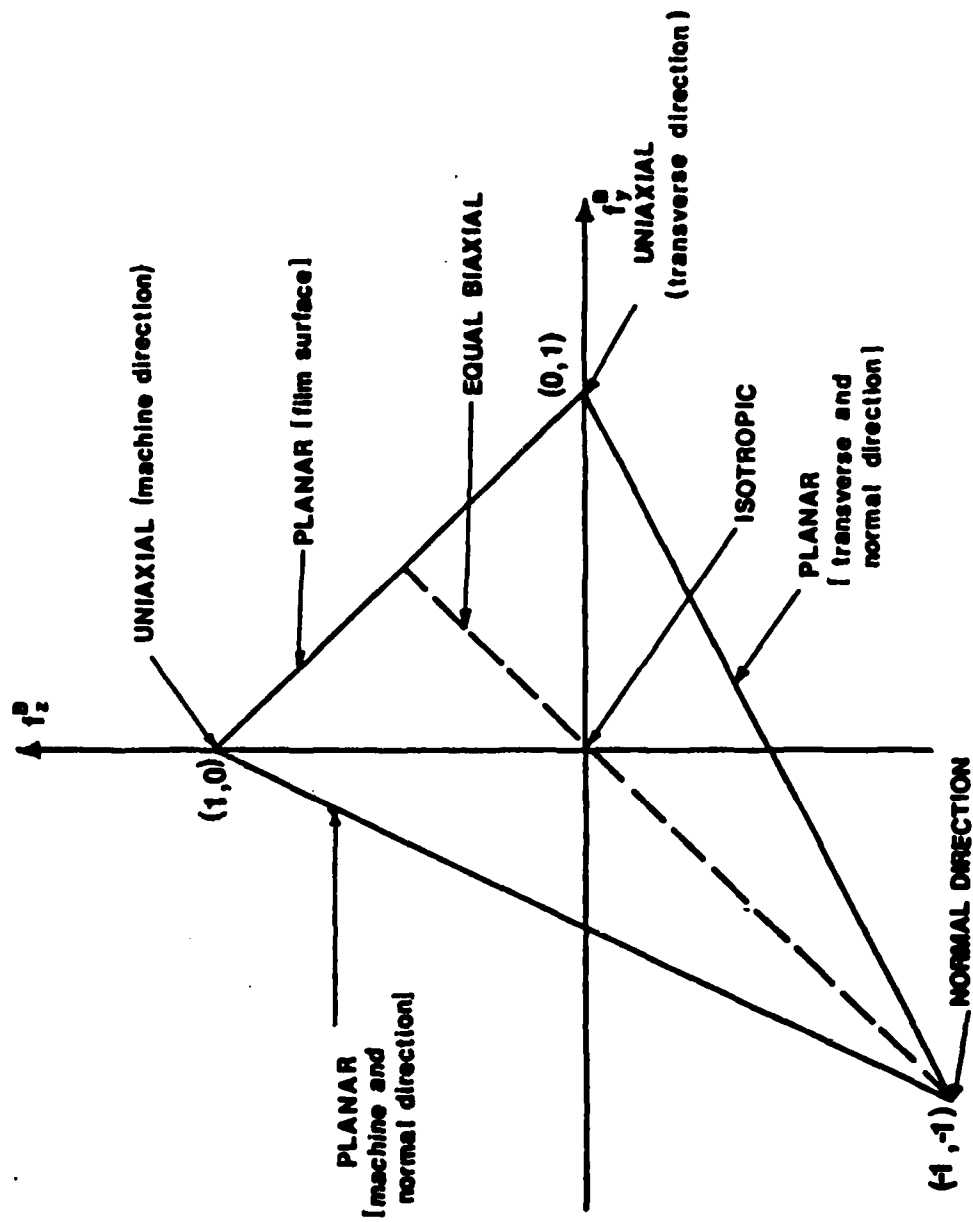 f_z^B
UNIAXIAL (machine direction)
(1,0)
PLANAR [film surface]
PLANAR
[machine and
normal direction]
EQUAL BIAXIAL
(0,1)
f_y^B
UNIAXIAL
(transverse direction)
ISOTROPIC
PLANAR
[transverse and
normal direction]
(-1,-1)
NORMAL DIRECTION